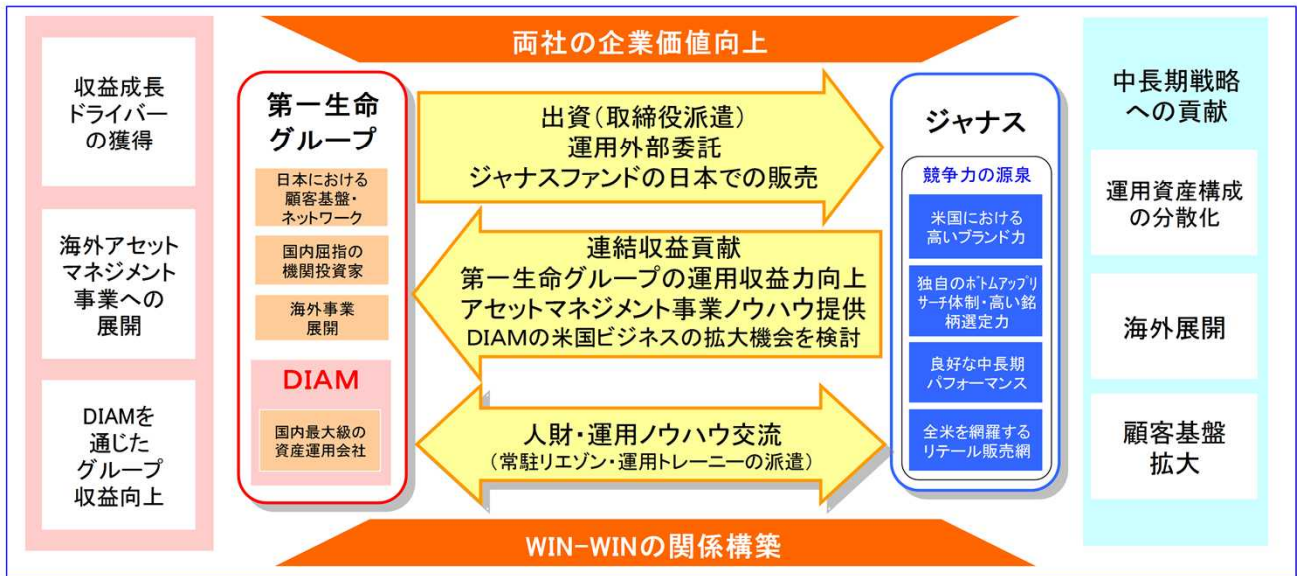 両社の企業価値向上
収益成長
ドライバー
の獲得
海外アセット
マネジメント
事業への
展開
DIAMを
通じた
グループ
収益向上
第一生命
グループ
日本における
顧客基盤・
ネットワーク
国内屈指の
機関投資家
海外事業
展開
DIAM
国内最大級の
資産運用会社
出資(取締役派遣)
運用外部委託
ジャナスファンドの日本での販売
連結収益貢献
第一生命グループの運用収益力向上
アセットマネジメント事業ノウハウ提供
DIAMの米国ビジネスの拡大機会を検討
人財・運用ノウハウ交流
(常駐リエゾン・運用トレーニーの派遣)
ジャナス
競争力の源泉
米国における
高いブランド力
独自のボトムアップリ
サーチ体制・高い銘
柄選定力
良好な中長期
パフォーマンス
全米を網羅する
リテール販売網
中長期戦略
への貢献
運用資産構成
の分散化
海外展開
顧客基盤
拡大
WIN-WINの関係構築